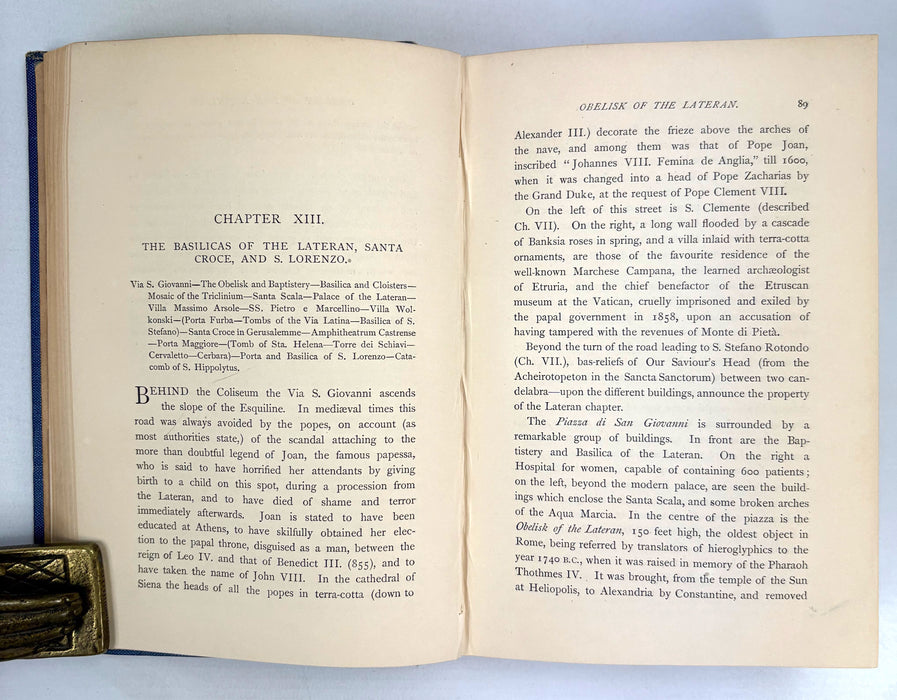 CHAPTER XIII.
THE BASILICAS OF THE LATERAN, SANTA
CROCE, AND S. LORENZO.*
Via S. Giovanni—The Obelisk and Baptistery—Basilica and Cloisters—
Mosaic of the Triclinium—Santa Scala—Palace of the Lateran—
Villa Massimo Arsole—SS. Pietro e Marcellino—Villa Wol-
konski—(Porta Furba—Tombs of the Via Latina—Basilica of S.
Stefano)—Santa Croce in Gerusalemme—Amphitheatrum Castrense
—Porta Maggiore—(Tomb of Sta. Helena—Torre dei Schiavi—
Cervaletto—Cerbara)—Porta and Basilica of S. Lorenzo—Cata-
comb of S. Hippolytus.
BEHIND the Coliseum the Via S. Giovanni ascends
the slope of the Esquiline. In mediæval times this
road was always avoided by the popes, on account (as
most authorities state,) of the scandal attaching to the
more than doubtful legend of Joan, the famous papessa,
who is said to have horrified her attendants by giving
birth to a child on this spot, during a procession from
the Lateran, and to have died of shame and terror
immediately afterwards. Joan is stated to have been
educated at Athens, to have skilfully obtained her elec-
tion to the papal throne, disguised as a man, between the
reign of Leo IV. and that of Benedict III. (855), and to
have taken the name of John VIII. In the cathedral of
Siena the heads of all the popes in terra-cotta (down to
OBELISK OF THE LATERAN. 89
Alexander III.) decorate the frieze above the arches of
the nave, and among them was that of Pope Joan,
inscribed “Johannes VIII. Femina de Anglia,” till 1600,
when it was changed into a head of Pope Zacharias by
the Grand Duke, at the request of Pope Clement VIII.
On the left of this street is S. Clemente (described
Ch. VII). On the right, a long wall flooded by a cascade
of Banksia roses in spring, and a villa inlaid with terra-cotta
ornaments, are those of the favourite residence of the
well-known Marchese Campana, the learned archæologist
of Etruria, and the chief benefactor of the Etruscan
museum at the Vatican, cruelly imprisoned and exiled by
the papal government in 1858, upon an accusation of
having tampered with the revenues of Monte di Pietà.
Beyond the turn of the road leading to S. Stefano Rotondo
(Ch. VII.), bas-reliefs of Our Saviour's Head (from the
Acheirotopeton in the Sancta Sanctorum) between two can-
delabra—upon the different buildings, announce the property
of the Lateran chapter.
The Piazza di San Giovanni is surrounded by a
remarkable group of buildings. In front are the Bap-
tistery and Basilica of the Lateran. On the right a
Hospital for women, capable of containing 600 patients;
on the left, beyond the modern palace, are seen the build-
ings which enclose the Santa Scala, and some broken arches
of the Aqua Marcia. In the centre of the piazza is the
Obelisk of the Lateran, 150 feet high, the oldest object in
Rome, being referred by translators of hieroglyphics to the
year 1740 B.C., when it was raised in memory of the Pharaoh
Thothmes IV. It was brought, from the temple of the Sun
at Heliopolis, to Alexandria by Constantine, and removed